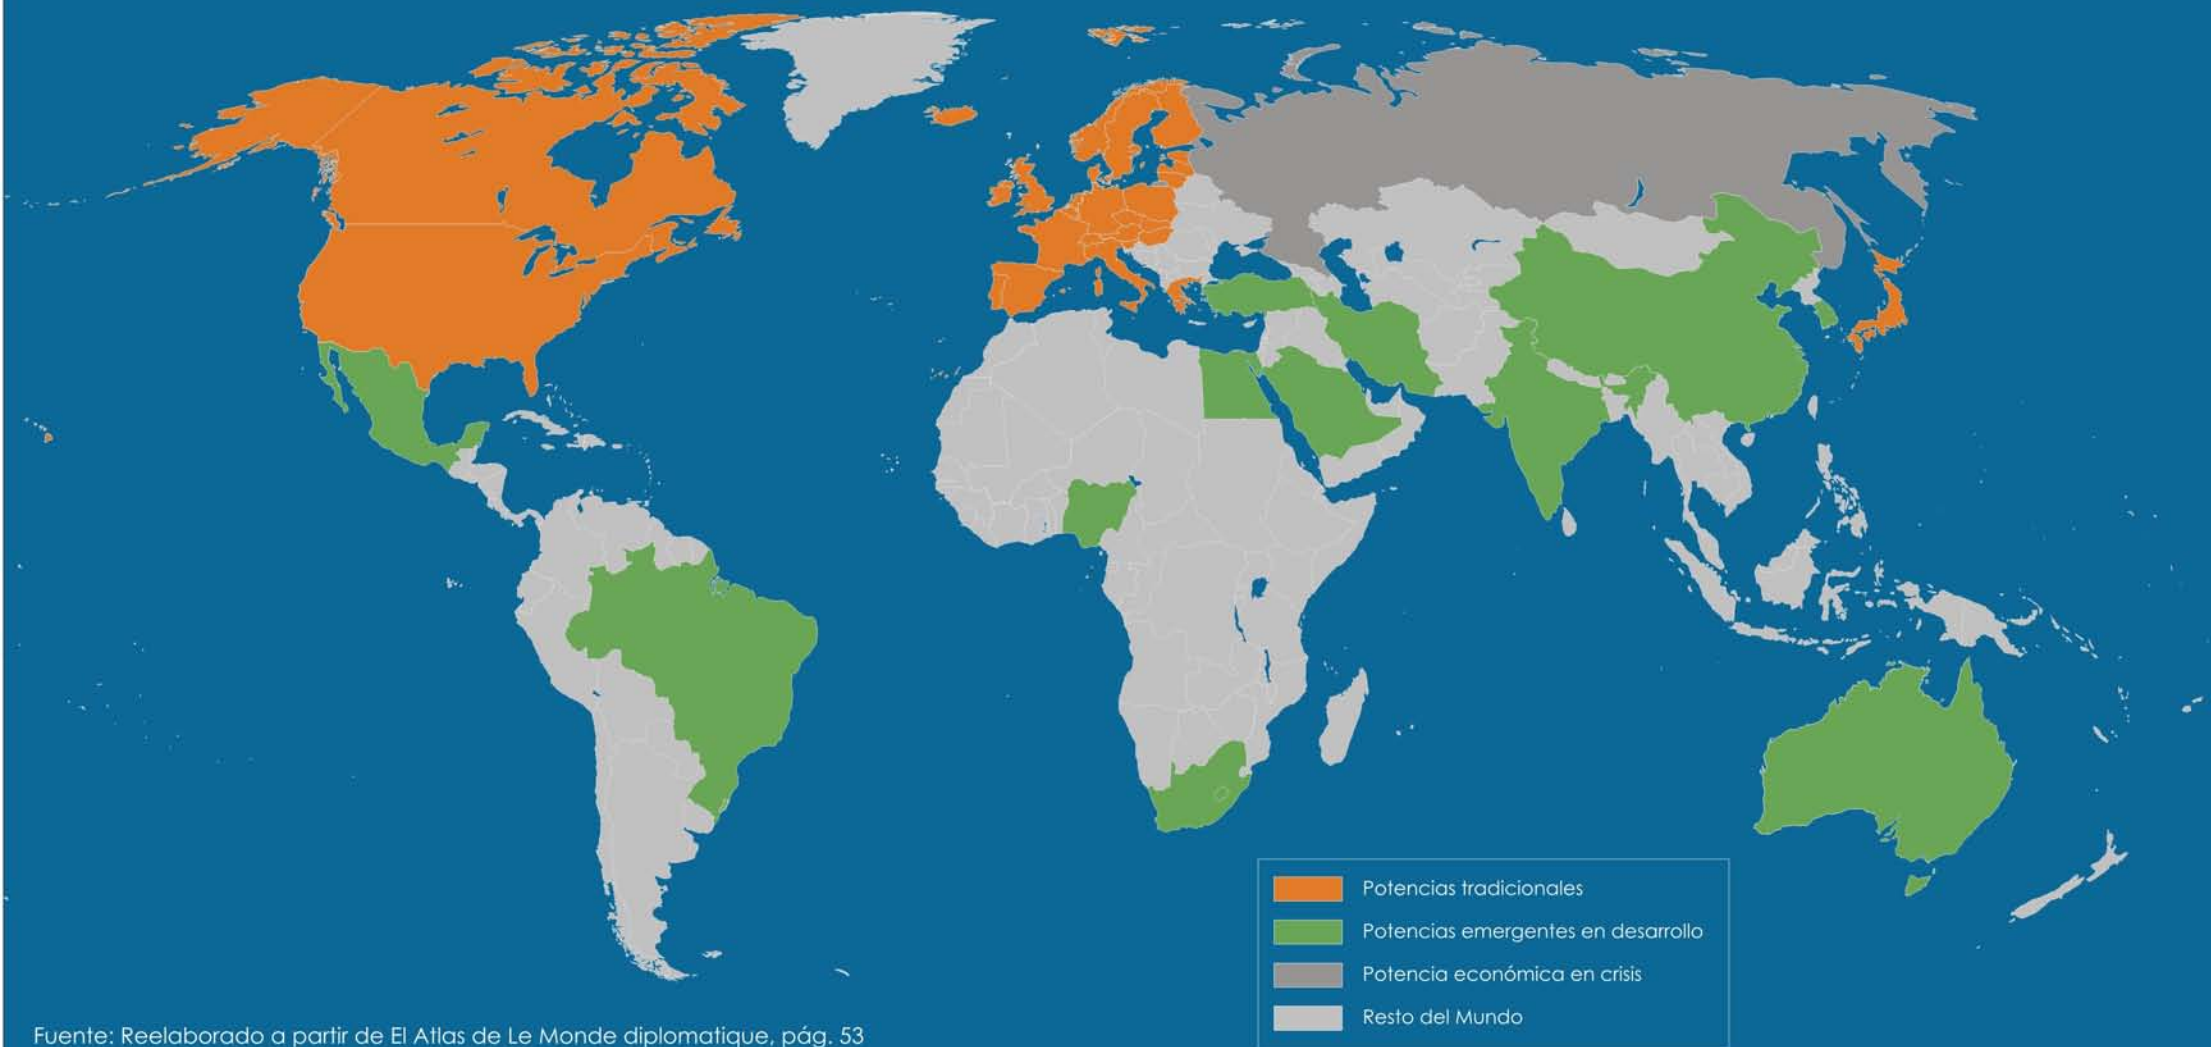 Potencias tradicionales
Potencias emergentes en desarrollo
Potencia económica en crisis
Resto del Mundo
Fuente: Reelaborado a partir de El Atlas de Le Monde diplomatique, pág. 53